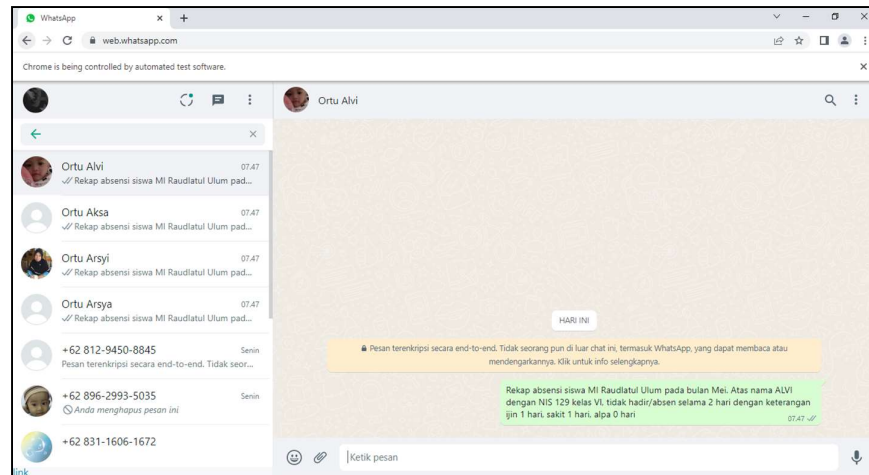 WhatsApp
web.whatsapp.com
Chrome is being controlled by automated test software.
Ortu Alvi
Ortu Alvi
07.47
Rekap absensi siswa MI Raudlatul Ulum pad...
Ortu Aksa
07.47
Rekap absensi siswa MI Raudlatul Ulum pad...
Ortu Arsyi
07.47
Rekap absensi siswa MI Raudlatul Ulum pad...
Ortu Arsya
07.47
Rekap absensi siswa MI Raudlatul Ulum pad...
+62 812-9450-8845
Senin
Pesan terenkripsi secara end-to-end. Tidak seor...
+62 896-2993-5035
Senin
Anda menghapus pesan ini
+62 831-1606-1672
link
HARI INI
Pesan terenkripsi secara end-to-end. Tidak seorang pun di luar chat ini, termasuk WhatsApp, yang dapat membaca atau
mendengarkannya. Klik untuk info selengkapnya.
Rekap absensi siswa MI Raudlatul Ulum pada bulan Mei. Atas nama ALVI
dengan NIS 129 kelas VI, tidak hadir/absen selama 2 hari dengan keterangan
ijin 1 hari, sakit 1 hari, alpa 0 hari
07.47
Ketik pesan